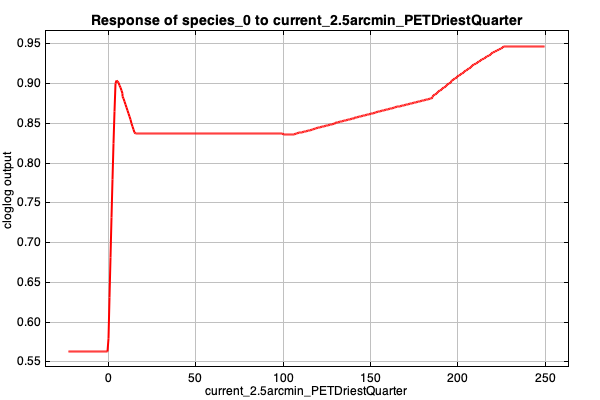 Response of species_0 to current_2.5arcmin_PETDriestQuarter
cloglog output
0.95
0.90
0.85
0.80
0.75
0.70
0.65
0.60
0.55
0 50 100 150 200 250
current_2.5arcmin_PETDriestQuarter